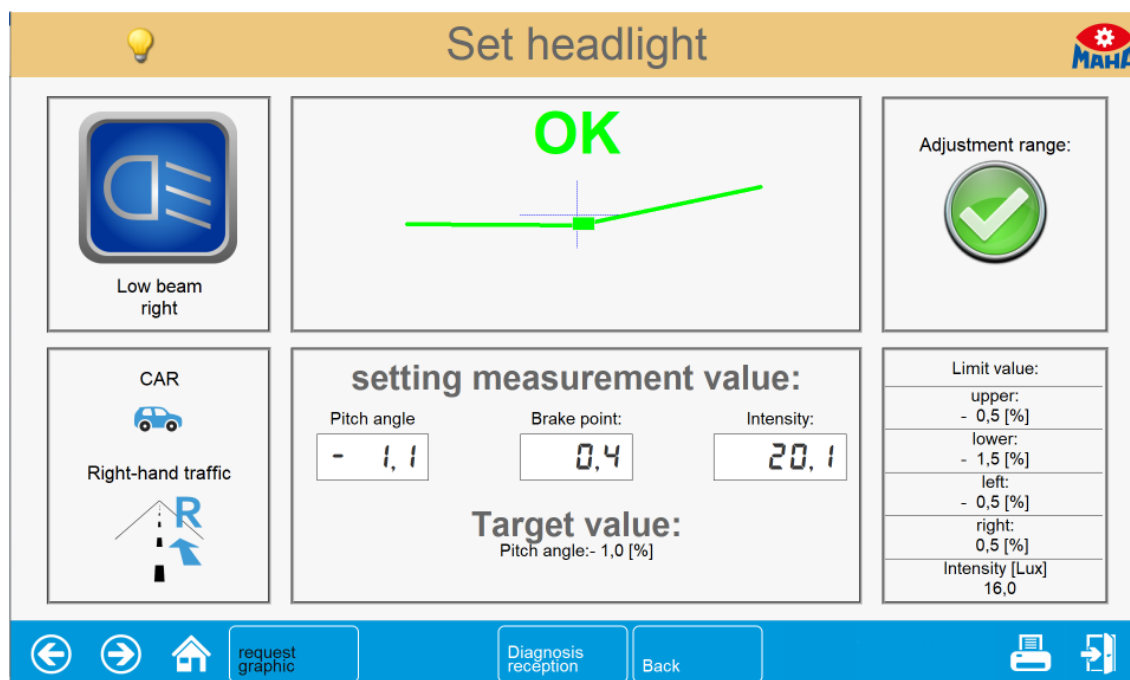 Set headlight
MAHA
Low beam
right
OK
Adjustment range:
CAR
Right-hand traffic
R
setting measurement value:
Pitch angle
Brake point:
Intensity:
- 1,1
0,4
20,1
Target value:
Pitch angle:- 1,0 [%]
Limit value:
upper:
- 0,5 [%]
lower:
- 1,5 [%]
left:
- 0,5 [%]
right:
0,5 [%]
Intensity [Lux]
16,0
request
graphic
Diagnosis
reception
Back